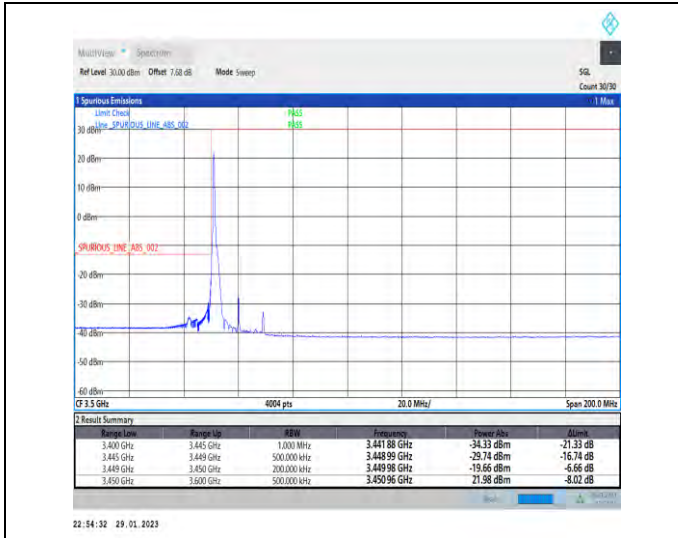 MultiView Spectrum
Ref Level 30.00 dBm Offset 7.68 dB Mode Sweep SGL
Count 30/30
1 Spurious Emissions 1 Max
Limit Check PASS
Line _SPURIOUS_LINE_ABS_002 PASS
30 dBm
20 dBm
10 dBm
0 dBm
_SPURIOUS_LINE_ABS_002
-20 dBm
-30 dBm
-40 dBm
-50 dBm
-60 dBm
CF 3.5 GHz 4004 pts 20.0 MHz/ Span 200.0 MHz
2 Result Summary
Range Low Range Up RBW Frequency Power Abs ΔLimit
3.400 GHz 3.445 GHz 1.000 MHz 3.441 88 GHz -34.33 dBm -21.33 dB
3.445 GHz 3.449 GHz 500.000 kHz 3.448 99 GHz -29.74 dBm -16.74 dB
3.449 GHz 3.450 GHz 200.000 kHz 3.449 98 GHz -19.66 dBm -6.66 dB
3.450 GHz 3.600 GHz 500.000 kHz 3.450 96 GHz 21.98 dBm -8.02 dB
22:54:32 29.01.2023